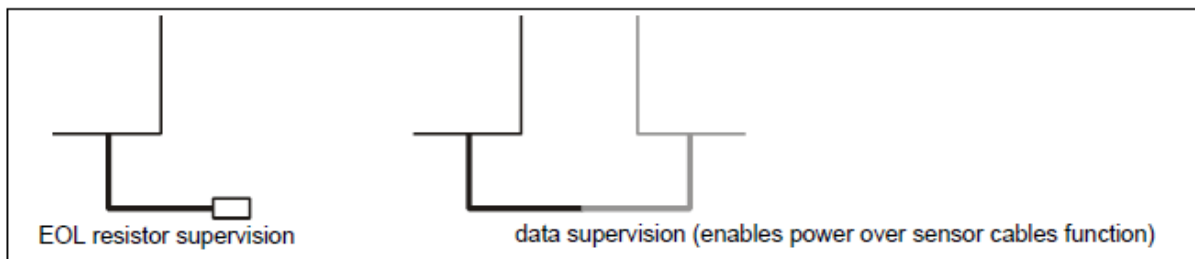 EOL resistor supervision
data supervision (enables power over sensor cables function)